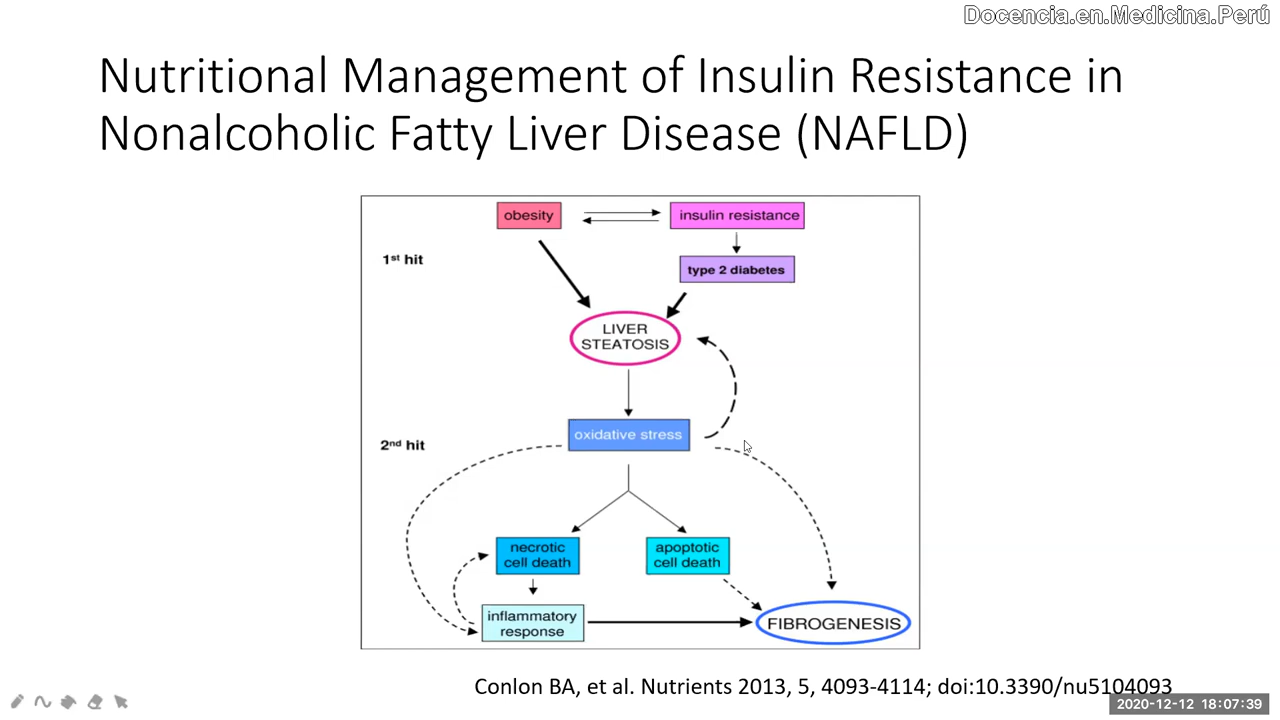 Docencia.en.Medicina.Perú
Nutritional Management of Insulin Resistance in
Nonalcoholic Fatty Liver Disease (NAFLD)
obesity
insulin resistance
1st hit
type 2 diabetes
LIVER
STEATOSIS
oxidative stress
2nd hit
necrotic
cell death
apoptotic
cell death
inflammatory
response
FIBROGENESIS
Conlon BA, et al. Nutrients 2013, 5, 4093-4114; doi:10.3390/nu5104093
2020-12-12 18:07:39